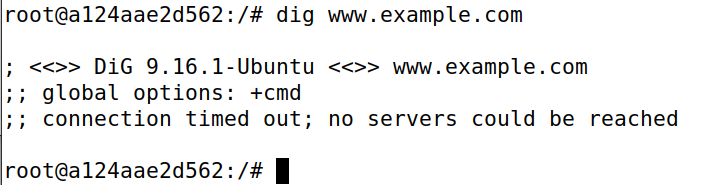 root@a124aae2d562:/# dig www.example.com
; <<>> DiG 9.16.1-Ubuntu <<>> www.example.com
;; global options: +cmd
;; connection timed out; no servers could be reached
root@a124aae2d562:/#